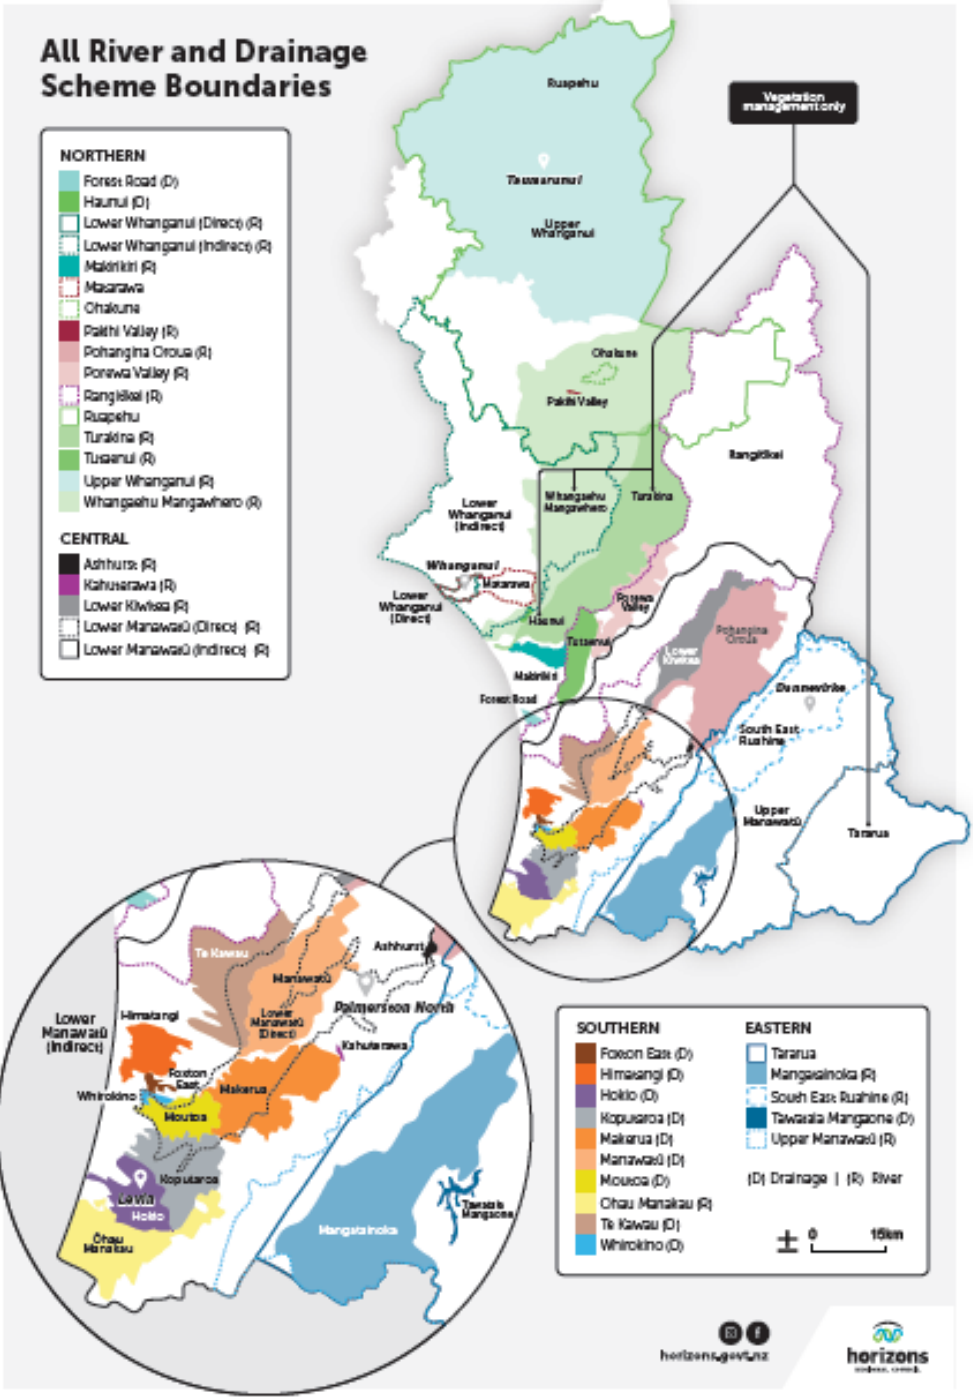 All River and Drainage
Scheme Boundaries
NORTHERN
Forest Road (D)
Haunui (D)
Lower Whanganui (Direct) (R)
Lower Whanganui (Indirect) (R)
Makirikiri (R)
Matarawa
Ohakune
Pakihi Valley (R)
Pohangina Oroua (R)
Porewa Valley (R)
Rangitikei (R)
Ruapehu
Turakina (R)
Tutaenui (R)
Upper Whanganui (R)
Whangaehu Mangawhero (R)
CENTRAL
Ashhurst (R)
Kahuterawa (R)
Lower Kiwitea (R)
Lower Manawatū (Direct) (R)
Lower Manawatū (Indirect) (R)
Vegetation
management only
Ruapehu
Taumarunui
Upper
Whanganui
Ohakune
Pakihi Valley
Rangitikei
Whangaehu
Mangawhero
Turakina
Lower
Whanganui
(Indirect)
Whanganui
Matarawa
Lower
Whanganui
(Direct)
Haunui
Porewa
Valley
Tutaenui
Makirikiri
Forest Road
Lower
Kiwitea
Pohangina
Oroua
Dannevirke
South East
Ruahine
Upper
Manawatū
Tararua
Te Kawau
Ashhurst
Manawatū
Palmerston North
Lower
Manawatū
(Direct)
Lower
Manawatū
(Indirect)
Himatangi
Kahuterawa
Foxton
East
Whirokino
Makerua
Moutoa
Koputaroa
Levin
Hokio
Ōhau
Manakau
Mangatainoka
Tawataia
Mangaone
SOUTHERN
Foxton East (D)
Himatangi (D)
Hokio (D)
Koputaroa (D)
Makerua (D)
Manawatū (D)
Moutoa (D)
Ohau Manakau (R)
Te Kawau (D)
Whirokino (D)
EASTERN
Tararua
Mangatainoka (R)
South East Ruahine (R)
Tawataia Mangaone (D)
Upper Manawatū (R)
(D) Drainage | (R) River
0 15km
horizons.govt.nz
horizons
REGIONAL COUNCIL